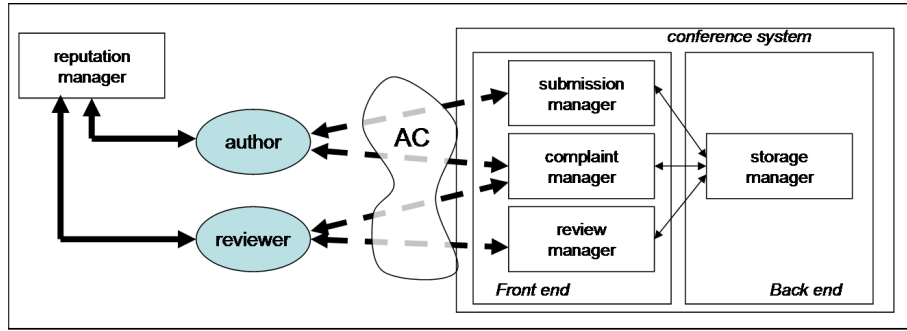 conference system
reputation
manager
author
reviewer
AC
submission
manager
complaint
manager
review
manager
Front end
storage
manager
Back end